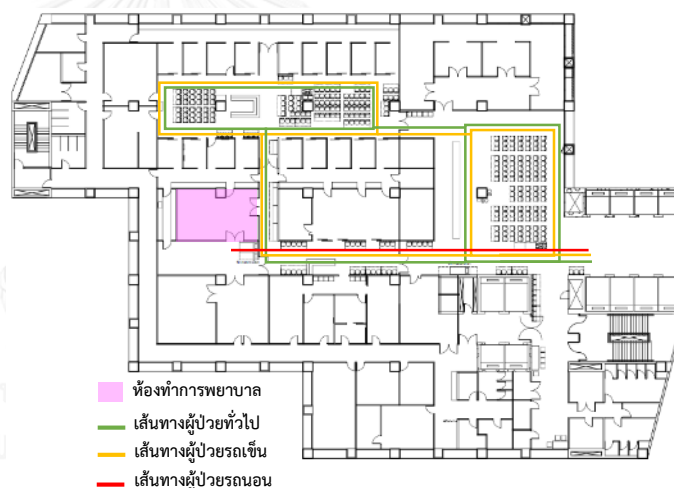 ห้องทำการพยาบาล
เส้นทางผู้ป่วยทั่วไป
เส้นทางผู้ป่วยรถเข็น
เส้นทางผู้ป่วยรถนอน